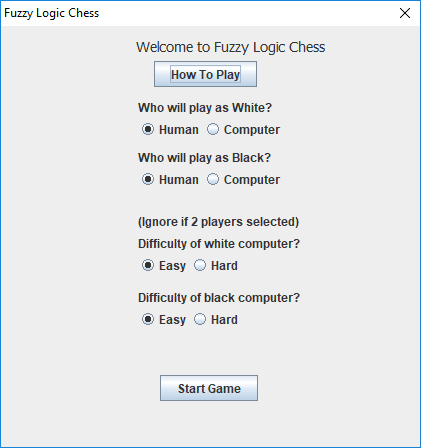 Fuzzy Logic Chess
Welcome to Fuzzy Logic Chess
How To Play
Who will play as White?
Human Computer
Who will play as Black?
Human Computer
(Ignore if 2 players selected)
Difficulty of white computer?
Easy Hard
Difficulty of black computer?
Easy Hard
Start Game